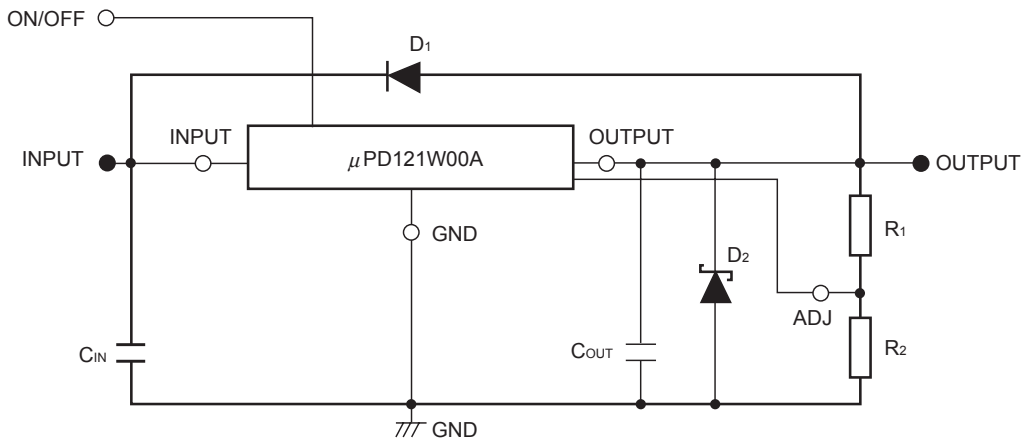 ON/OFF
D1
INPUT
INPUT
μPD121W00A
OUTPUT
OUTPUT
R1
GND
D2
ADJ
CIN
COUT
R2
GND